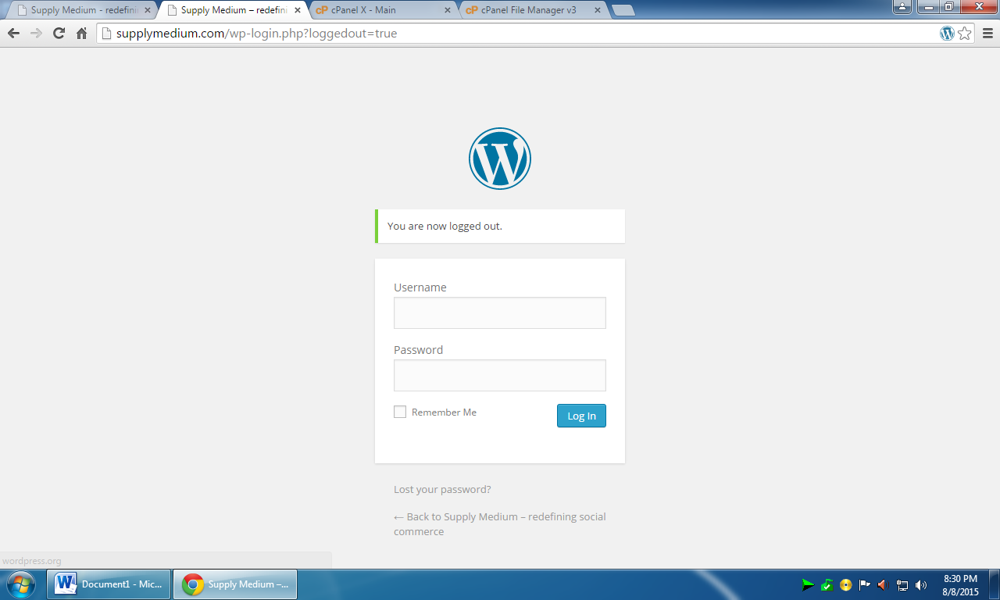 Supply Medium - redefini
Supply Medium – redefini
cP cPanel X - Main
cP cPanel File Manager v3
supplymedium.com/wp-login.php?loggedout=true
You are now logged out.
Username
Password
Remember Me
Log In
Lost your password?
← Back to Supply Medium – redefining social
commerce
wordpress.org
Document1 - Mic...
Supply Medium –...
8:30 PM
8/8/2015